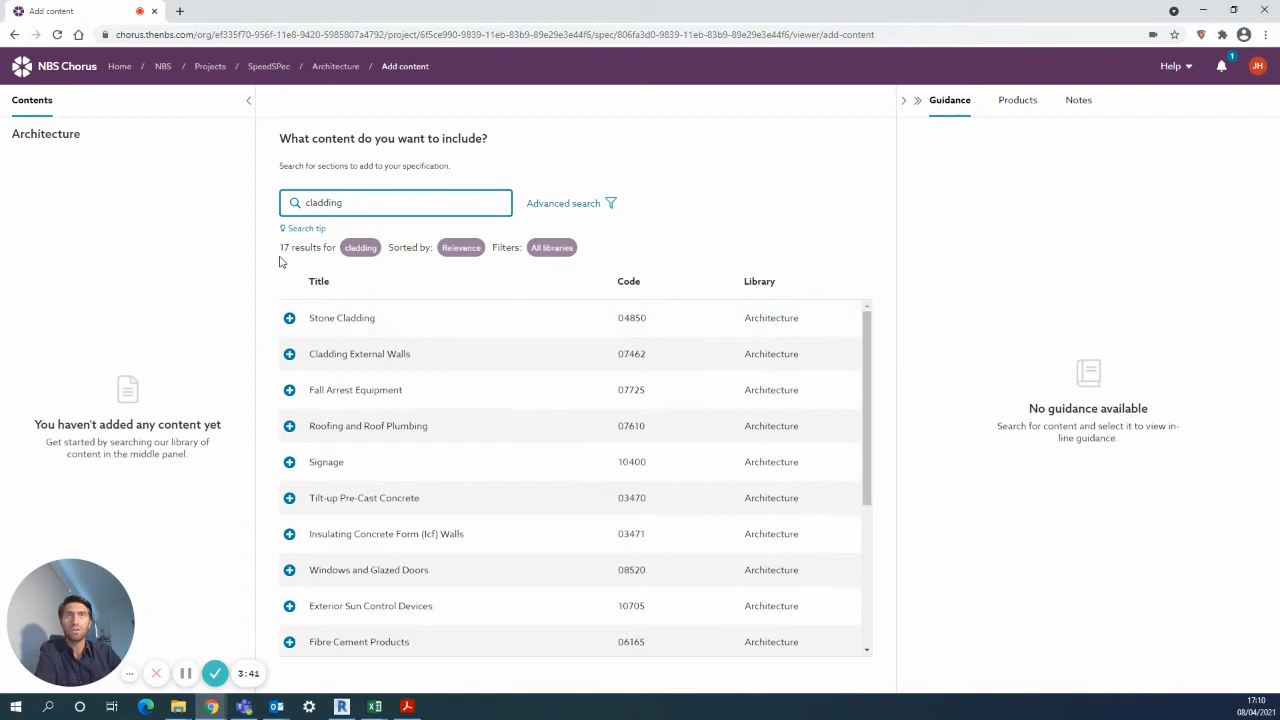 Add content
chorus.thenbs.com/org/ef335f70-956f-11e8-9420-5985807a4792/project/6f5ce990-9839-11eb-83b9-89e29e3e44f6/spec/806fa3d0-9839-11eb-83b9-89e29e3e44f6/viewer/add-content
NBS Chorus Home / NBS / Projects / SpeedSPec / Architecture / Add content Help 1 JH
Contents
Guidance Products Notes
Architecture
What content do you want to include?
Search for sections to add to your specification.
cladding Advanced search
Search tip
17 results for cladding Sorted by: Relevance Filters: All libraries
Title Code Library
Stone Cladding 04850 Architecture
Cladding External Walls 07462 Architecture
Fall Arrest Equipment 07725 Architecture
Roofing and Roof Plumbing 07610 Architecture
Signage 10400 Architecture
Tilt-up Pre-Cast Concrete 03470 Architecture
Insulating Concrete Form (Icf) Walls 03471 Architecture
Windows and Glazed Doors 08520 Architecture
Exterior Sun Control Devices 10705 Architecture
Fibre Cement Products 06165 Architecture
You haven't added any content yet
Get started by searching our library of
content in the middle panel.
No guidance available
Search for content and select it to view in-
line guidance.
3:41
17:10
08/04/2021